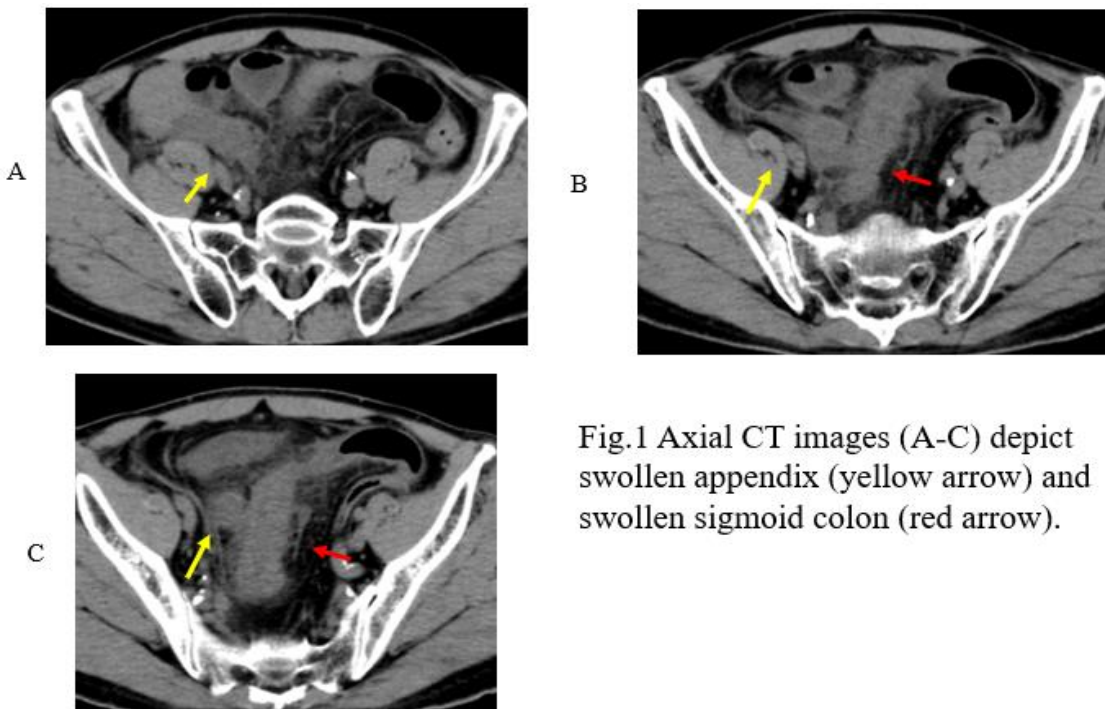 A
B
Fig.1 Axial CT images (A-C) depict
swollen appendix (yellow arrow) and
swollen sigmoid colon (red arrow).
C